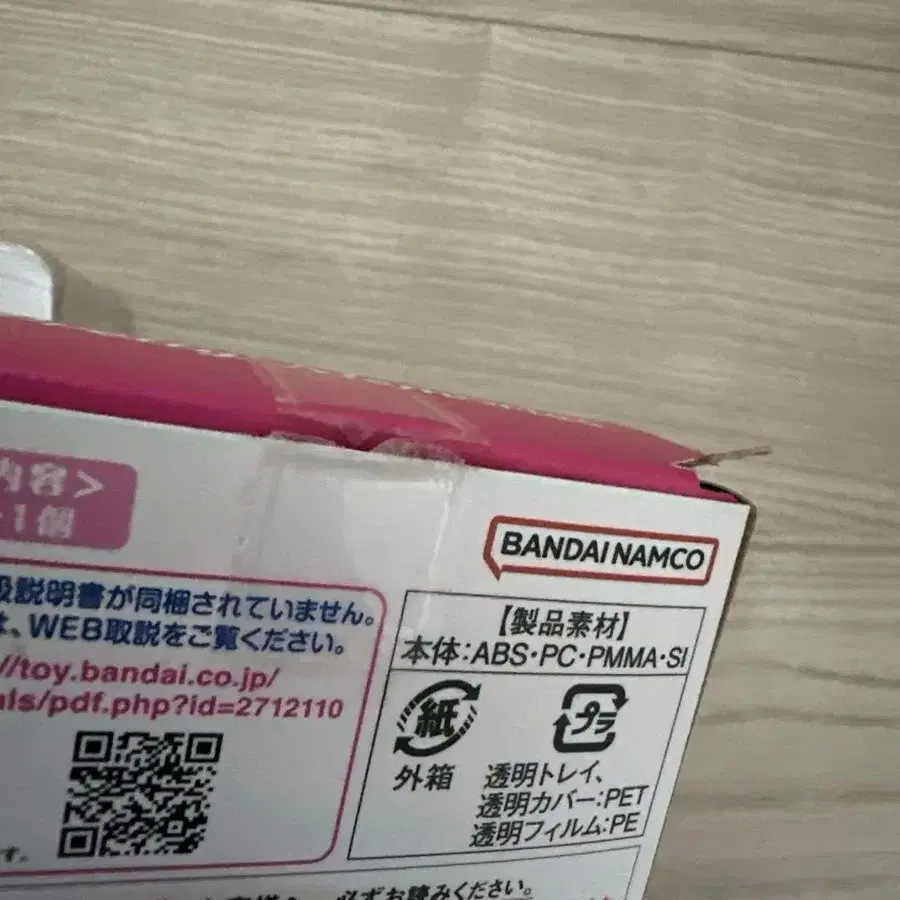 内容>
1個
説明書が同梱されていません。
は、WEB取説をご覧ください。
//toy.bandai.co.jp/
als/pdf.php?id=2712110
す。
BANDAI NAMCO
【製品素材】
本体:ABS・PC・PMMA・SI
紙
外箱
プラ
透明トレイ、
透明カバー:PET
透明フィルム:PE
必ずお読みください。